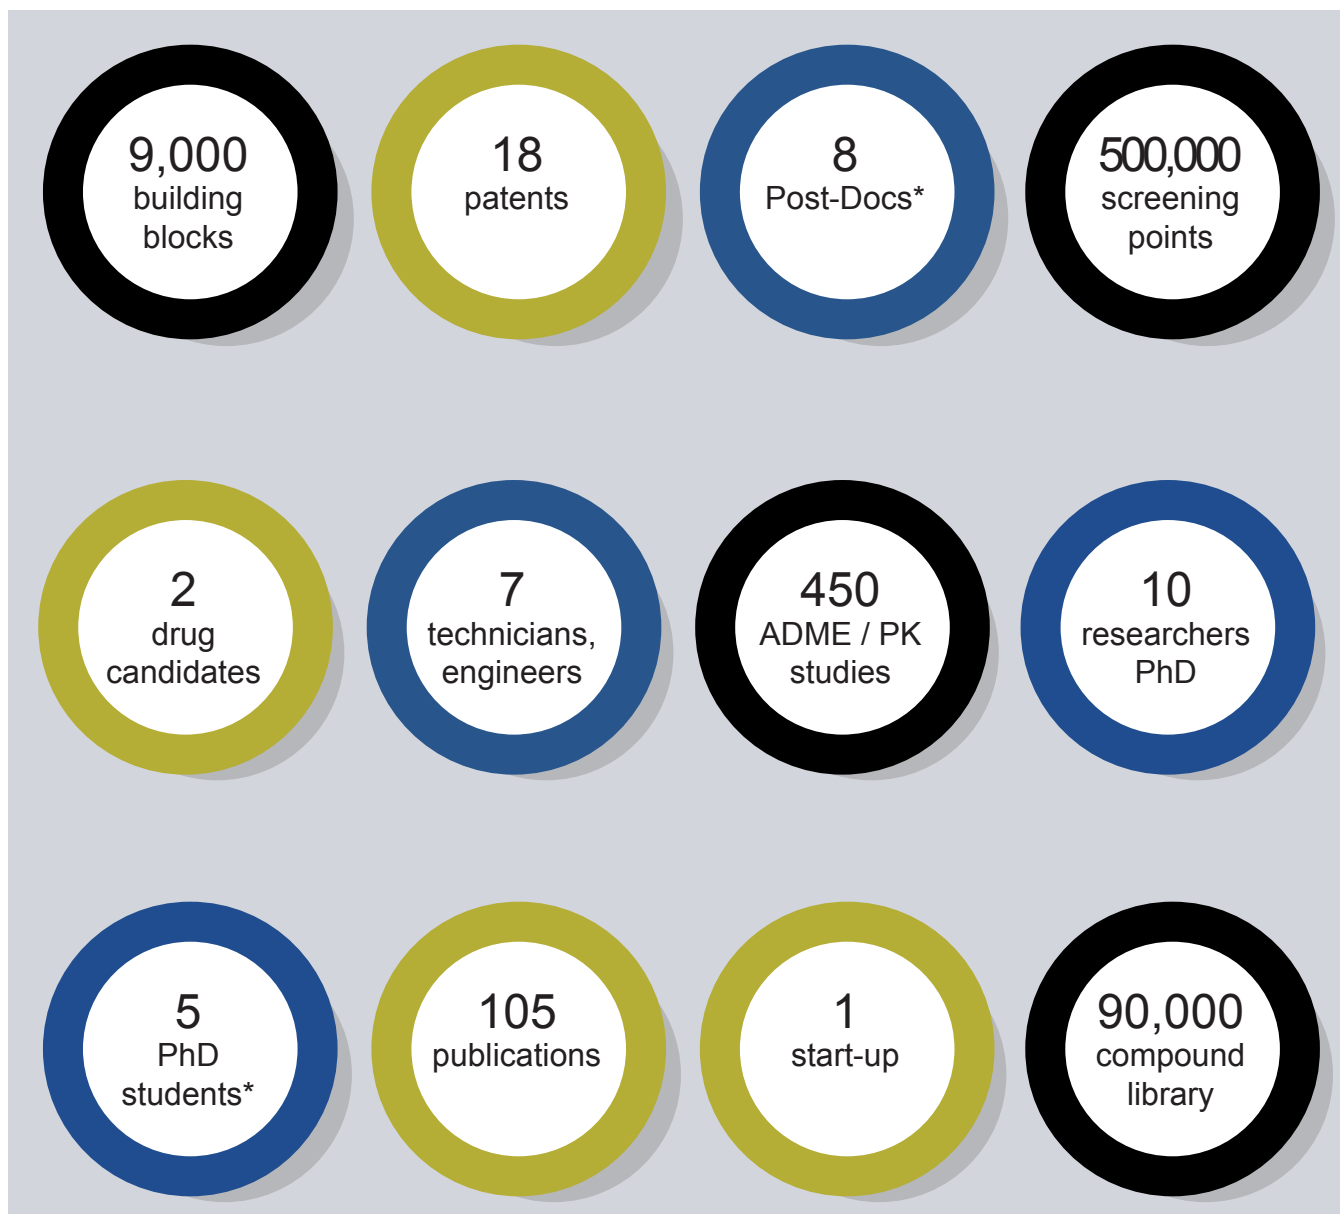 9,000
building
blocks
18
patents
8
Post-Docs*
500,000
screening
points
2
drug
candidates
7
technicians,
engineers
450
ADME / PK
studies
10
researchers
PhD
5
PhD
students*
105
publications
1
start-up
90,000
compound
library